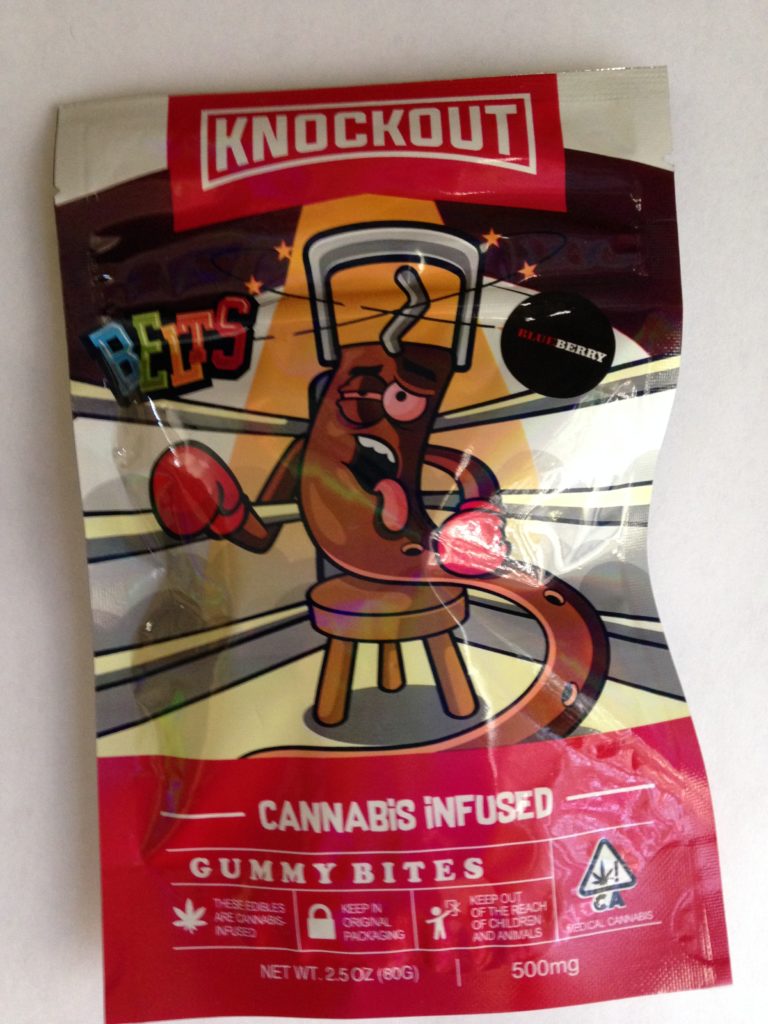 KNOCKOUT
BELTS
BLUEBERRY
CANNABiS iNFUSED
GUMMY BITES
THESE EDIBLES
ARE CANNABIS-
INFUSED
KEEP IN
ORIGINAL
PACKAGING
KEEP OUT
OF THE REACH
OF CHILDREN
AND ANIMALS
!
CA
MEDICAL CANNABIS
NET WT. 2.5 OZ (80G)
500mg